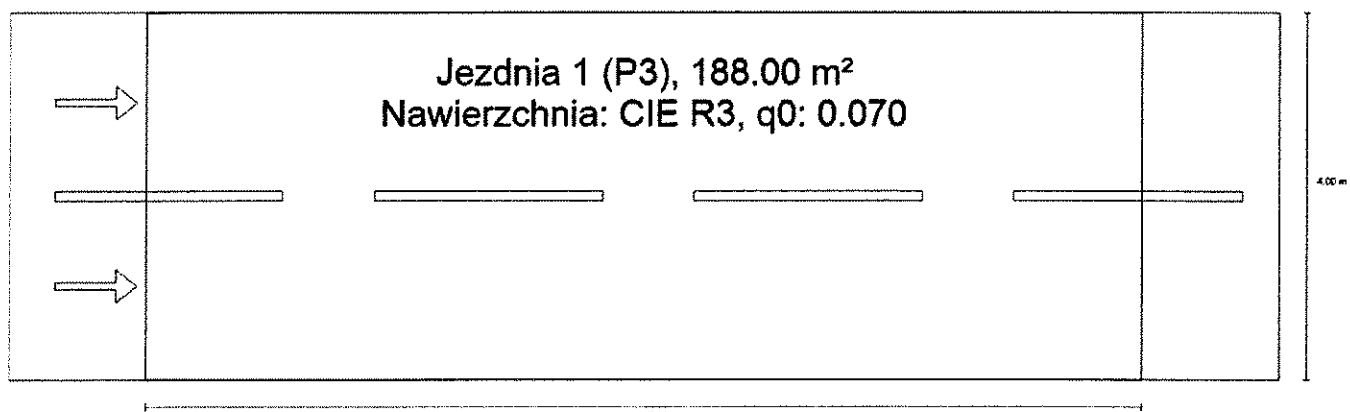 Jezdnia 1 (P3), 188.00 m²
Nawierzchnia: CIE R3, q0: 0.070
4.00 m